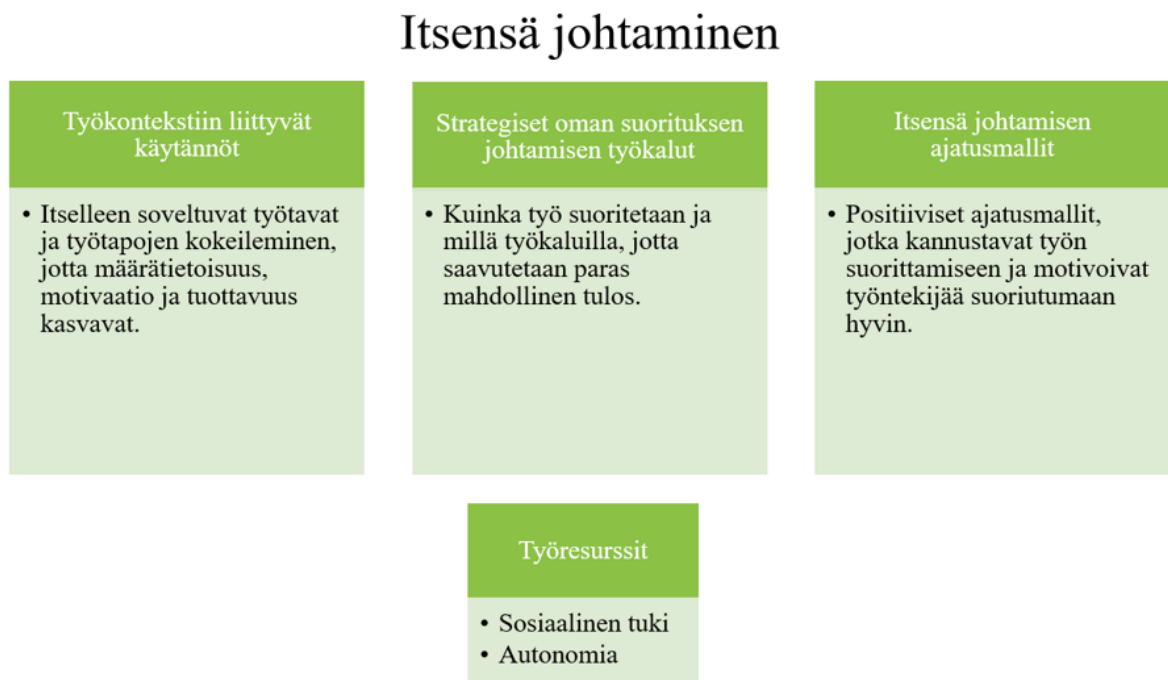 Itsensä johtaminen
Työkontekstiin liittyvät
käytännöt
• Itselleen soveltuvat työtavat
ja työtapojen kokeileminen,
jotta määrätietoisuus,
motivaatio ja tuottavuus
kasvavat.
Strategiset oman suorituksen
johtamisen työkalut
• Kuinka työ suoritetaan ja
millä työkaluilla, jotta
saavutetaan paras
mahdollinen tulos.
Itsensä johtamisen
ajatusmallit
• Positiiviset ajatusmallit,
jotka kannustavat työn
suorittamiseen ja motivoivat
työntekijää suoriutumaan
hyvin.
Työresurssit
• Sosiaalinen tuki
• Autonomia